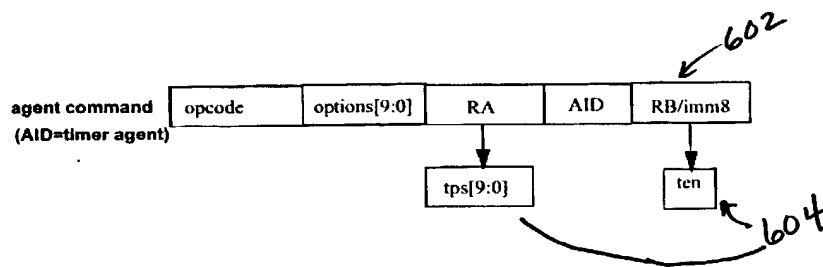 602
agent command
(AID=timer agent)
opcode
options[9:0]
RA
AID
RB/imm8
tps[9:0]
ten
604